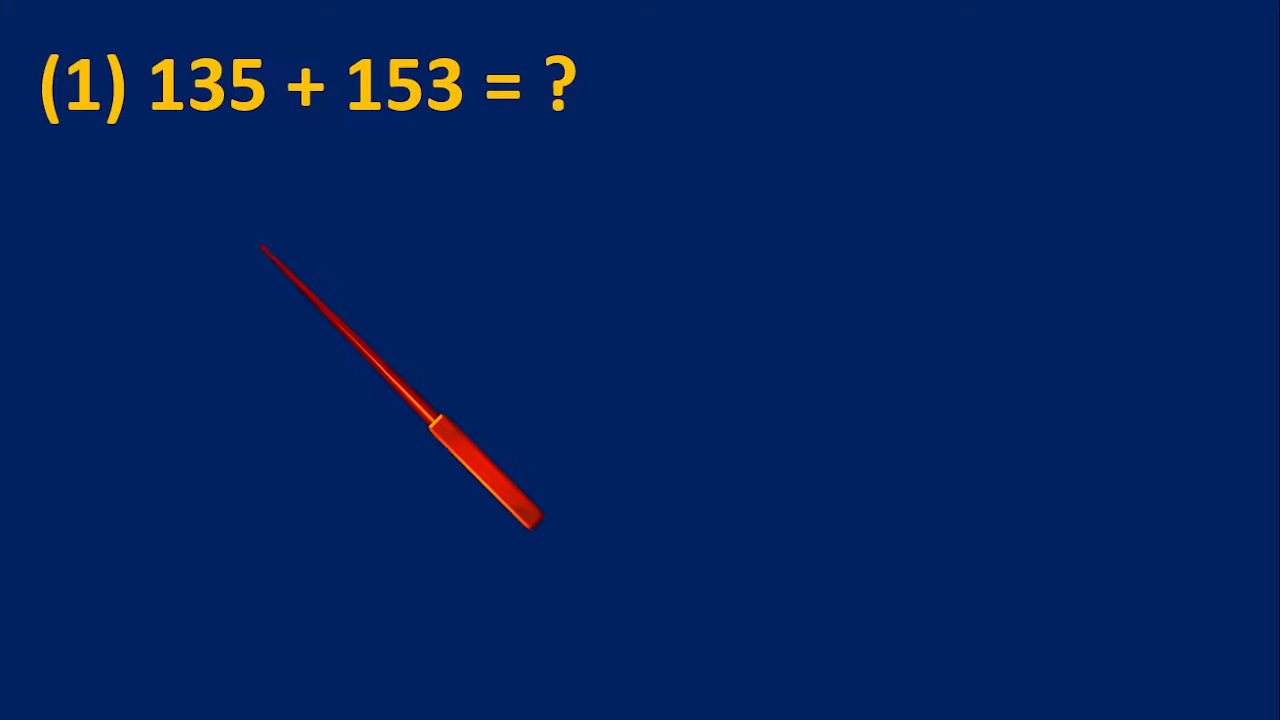 (1) 135 + 153 = ?